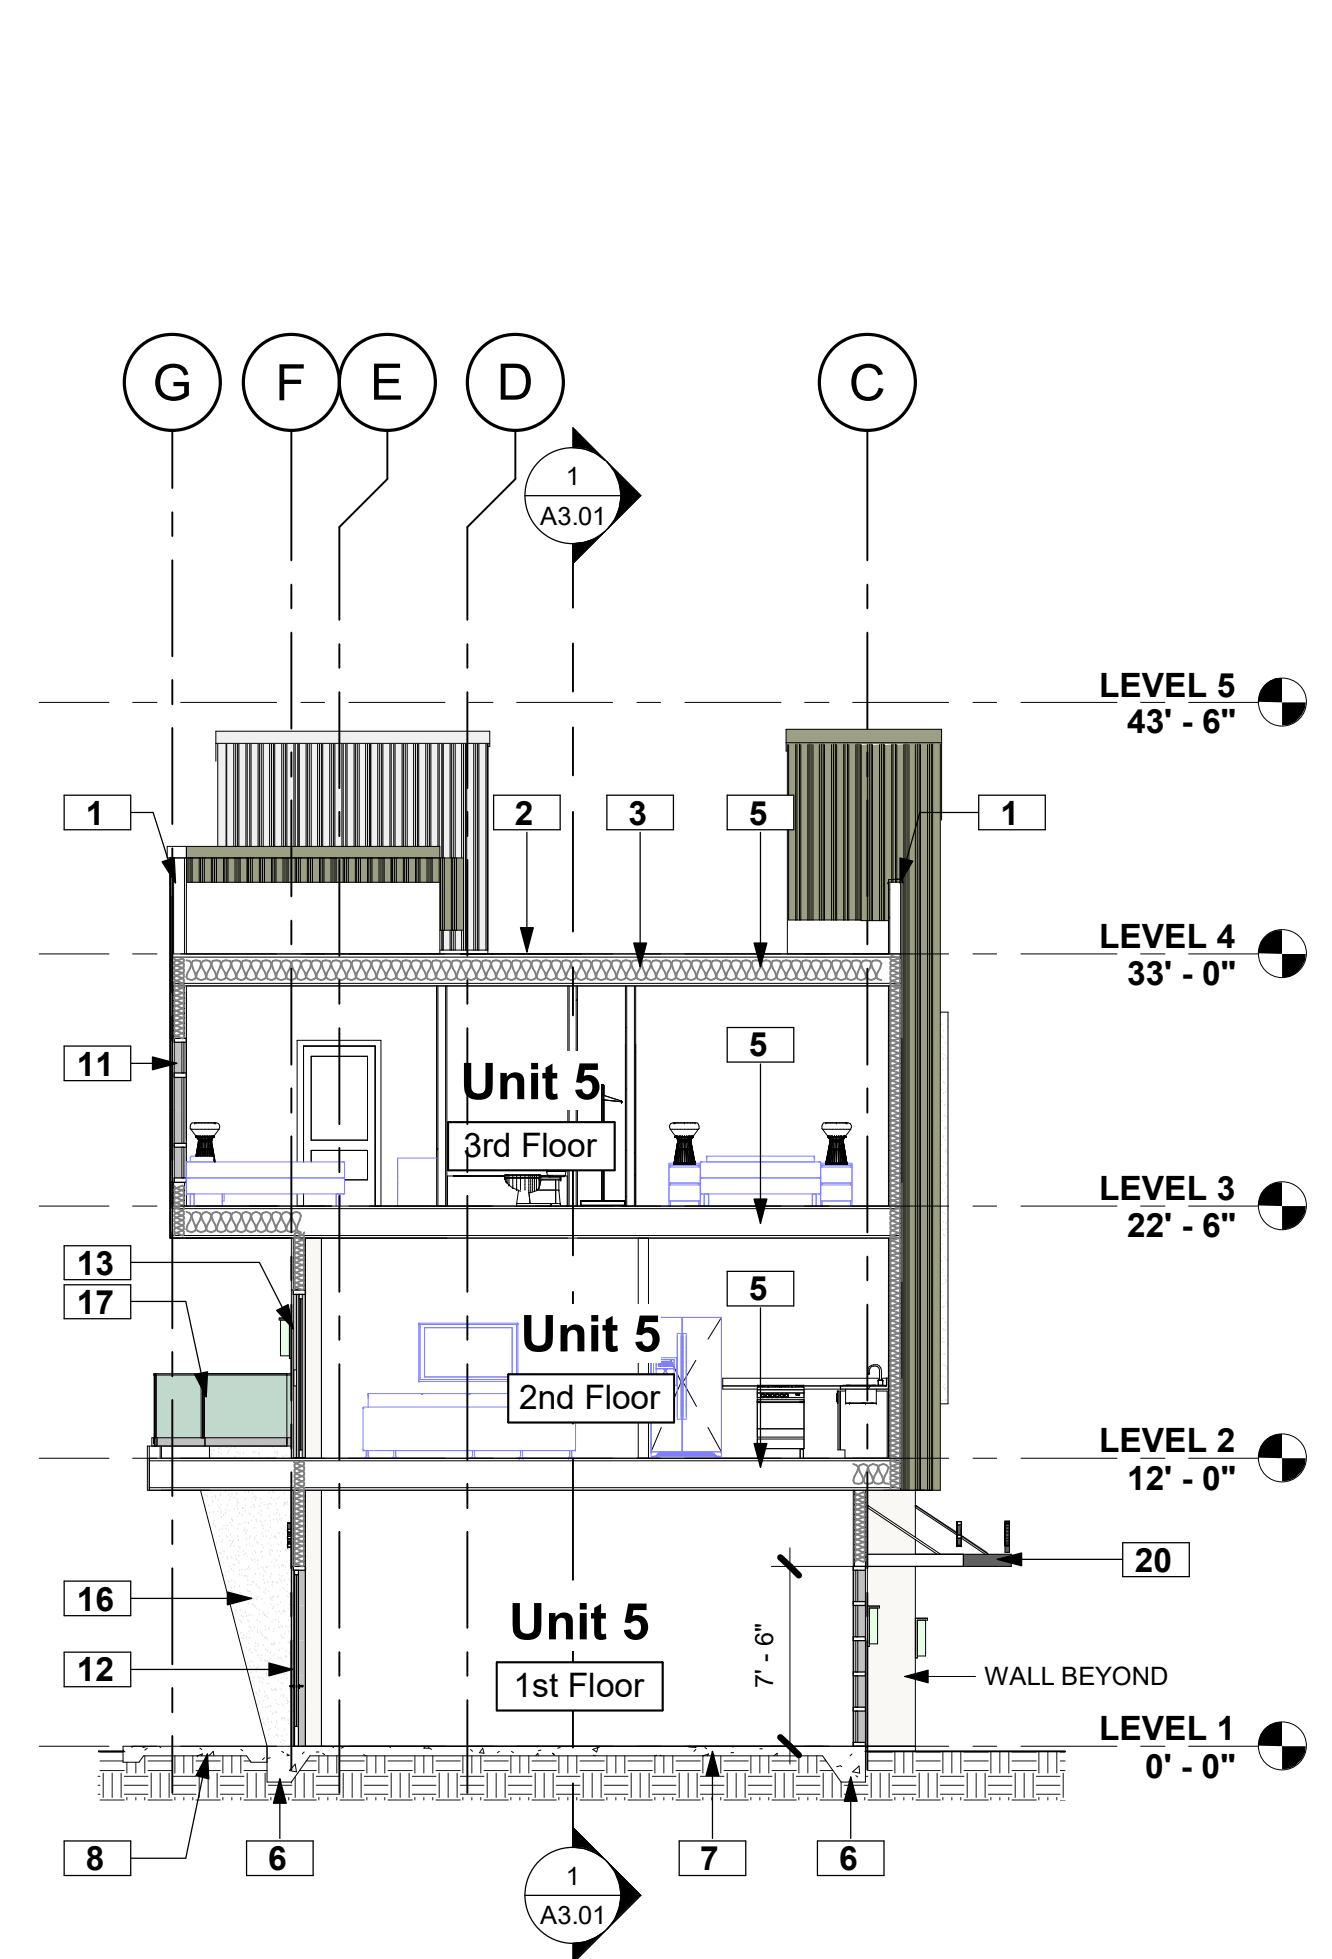 G
F
E
D
C
1
A3.01
LEVEL 5
43' - 6"
1
2
3
5
1
LEVEL 4
33' - 0"
5
11
Unit 5
3rd Floor
LEVEL 3
22' - 6"
13
17
5
Unit 5
2nd Floor
LEVEL 2
12' - 0"
20
16
Unit 5
7' - 6"
12
1st Floor
WALL BEYOND
LEVEL 1
0' - 0"
8
6
7
6
1
A3.01